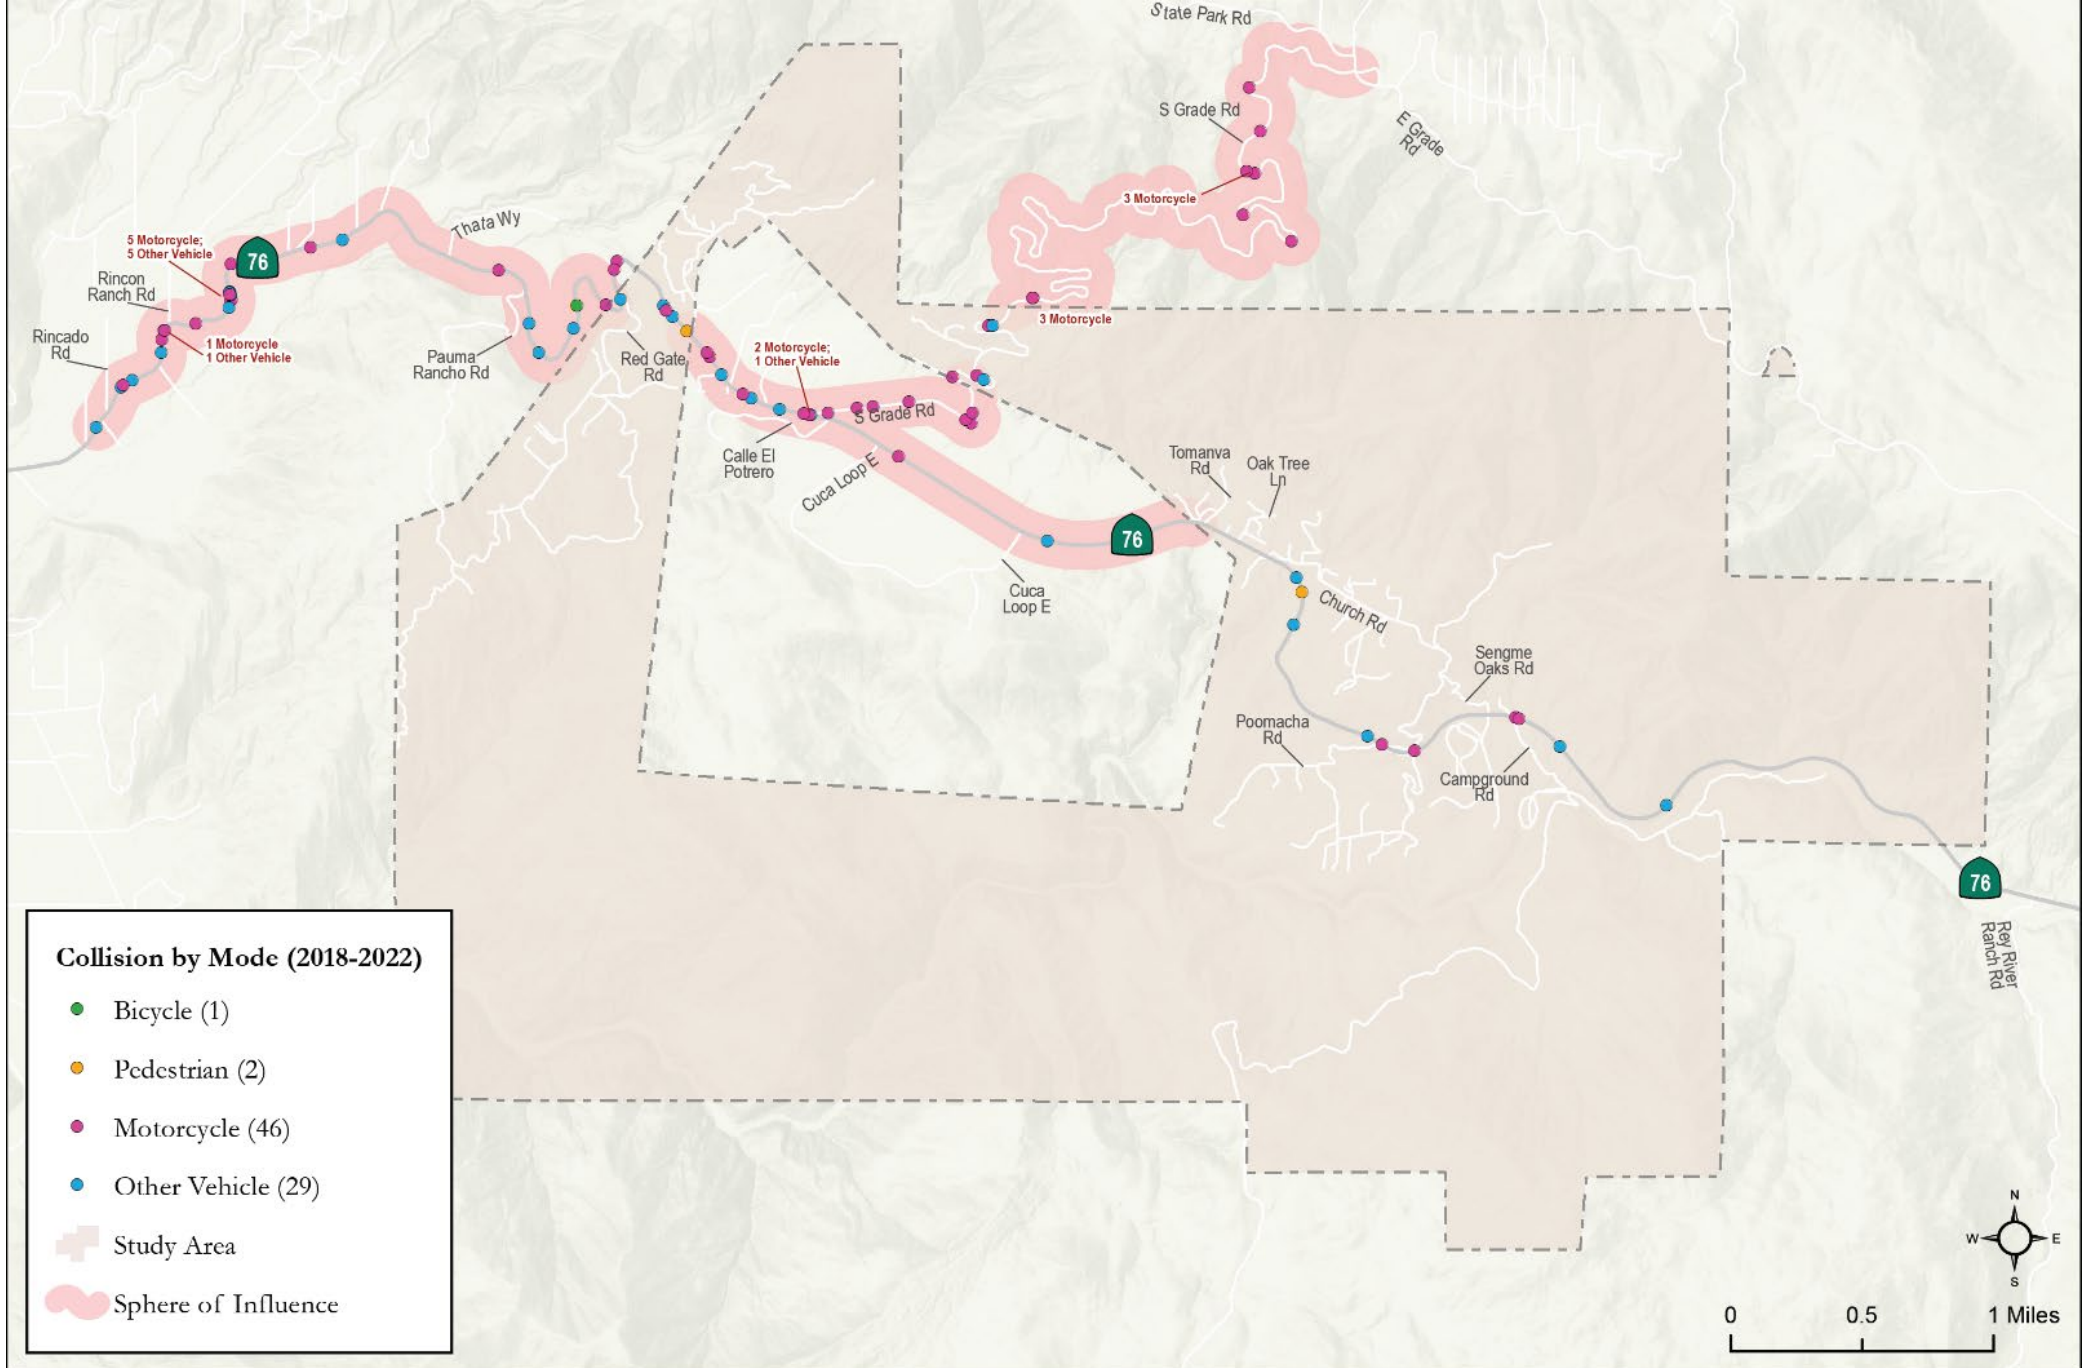 State Park Rd
S Grade Rd
E Grade
Rd
3 Motorcycle
Thata Wy
5 Motorcycle;
5 Other Vehicle
76
Rincon
Ranch Rd
Rincado
Rd
1 Motorcycle
1 Other Vehicle
Pauma
Rancho Rd
Red Gate
Rd
2 Motorcycle;
1 Other Vehicle
3 Motorcycle
S Grade Rd
Calle El
Potrero
Cuca Loop E
Tomanva
Rd
Oak Tree
Ln
76
Cuca
Loop E
Church Rd
Sengme
Oaks Rd
Poomacha
Rd
Campground
Rd
76
Rey River
Ranch Rd
Collision by Mode (2018-2022)
Bicycle (1)
Pedestrian (2)
Motorcycle (46)
Other Vehicle (29)
Study Area
Sphere of Influence
N
W E
S
0 0.5 1 Miles